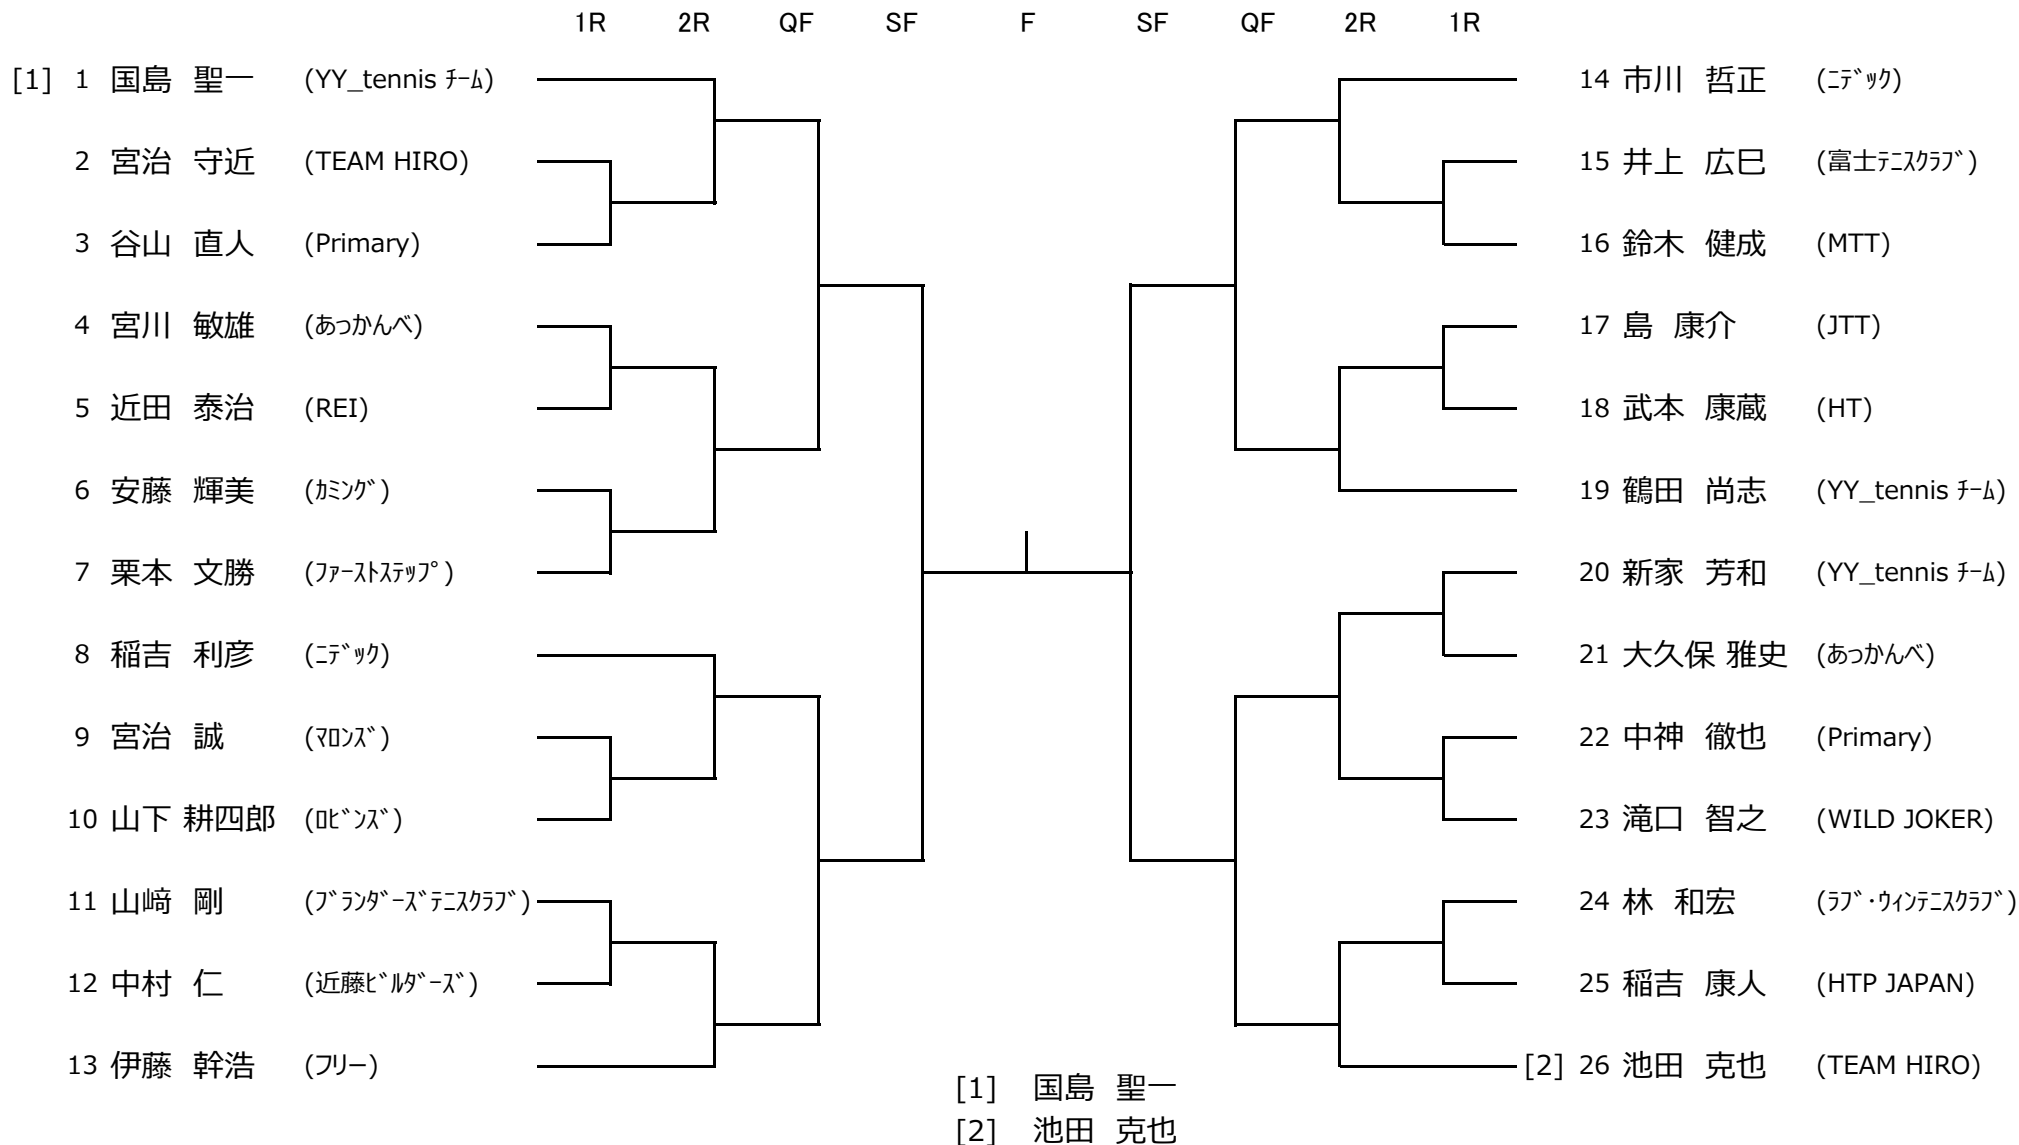 1R 2R QF SF F SF QF 2R 1R
[1] 1 国島 聖一 (YY_tennis ﾁｰﾑ)
2 宮治 守近 (TEAM HIRO)
3 谷山 直人 (Primary)
4 宮川 敏雄 (あっかんべ)
5 近田 泰治 (REI)
6 安藤 輝美 (ｶﾐﾝｸﾞ)
7 栗本 文勝 (ﾌｧｰｽﾄｽﾃｯﾌﾟ)
8 稲吉 利彦 (ﾆﾃﾞｯｸ)
9 宮治 誠 (ﾏﾛﾝｽﾞ)
10 山下 耕四郎 (ﾛﾋﾞﾝｽﾞ)
11 山﨑 剛 (ﾌﾞﾗﾝﾀﾞｰｽﾞﾃﾆｽｸﾗﾌﾞ)
12 中村 仁 (近藤ﾋﾞﾙﾀﾞｰｽﾞ)
13 伊藤 幹浩 (ﾌﾘｰ)
14 市川 哲正 (ﾆﾃﾞｯｸ)
15 井上 広巳 (富士ﾃﾆｽｸﾗﾌﾞ)
16 鈴木 健成 (MTT)
17 島 康介 (JTT)
18 武本 康蔵 (HT)
19 鶴田 尚志 (YY_tennis ﾁｰﾑ)
20 新家 芳和 (YY_tennis ﾁｰﾑ)
21 大久保 雅史 (あっかんべ)
22 中神 徹也 (Primary)
23 滝口 智之 (WILD JOKER)
24 林 和宏 (ﾗﾌﾞ･ウィンﾃﾆｽｸﾗﾌﾞ)
25 稲吉 康人 (HTP JAPAN)
[2] 26 池田 克也 (TEAM HIRO)
[1] 国島 聖一
[2] 池田 克也